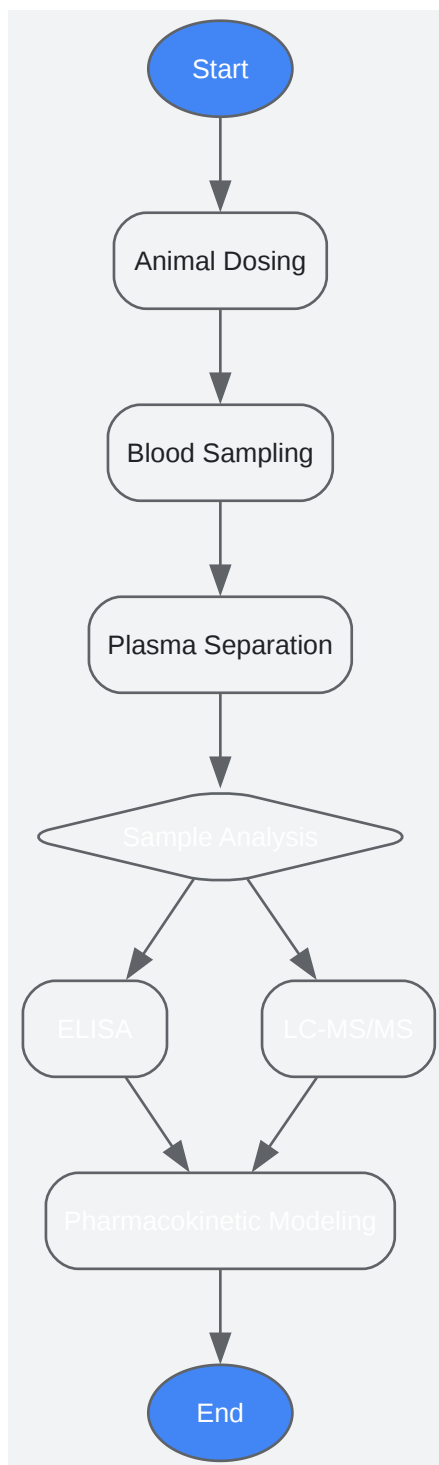 Start
Animal Dosing
Blood Sampling
Plasma Separation
Sample Analysis
ELISA
LC-MS/MS
Pharmacokinetic Modeling
End